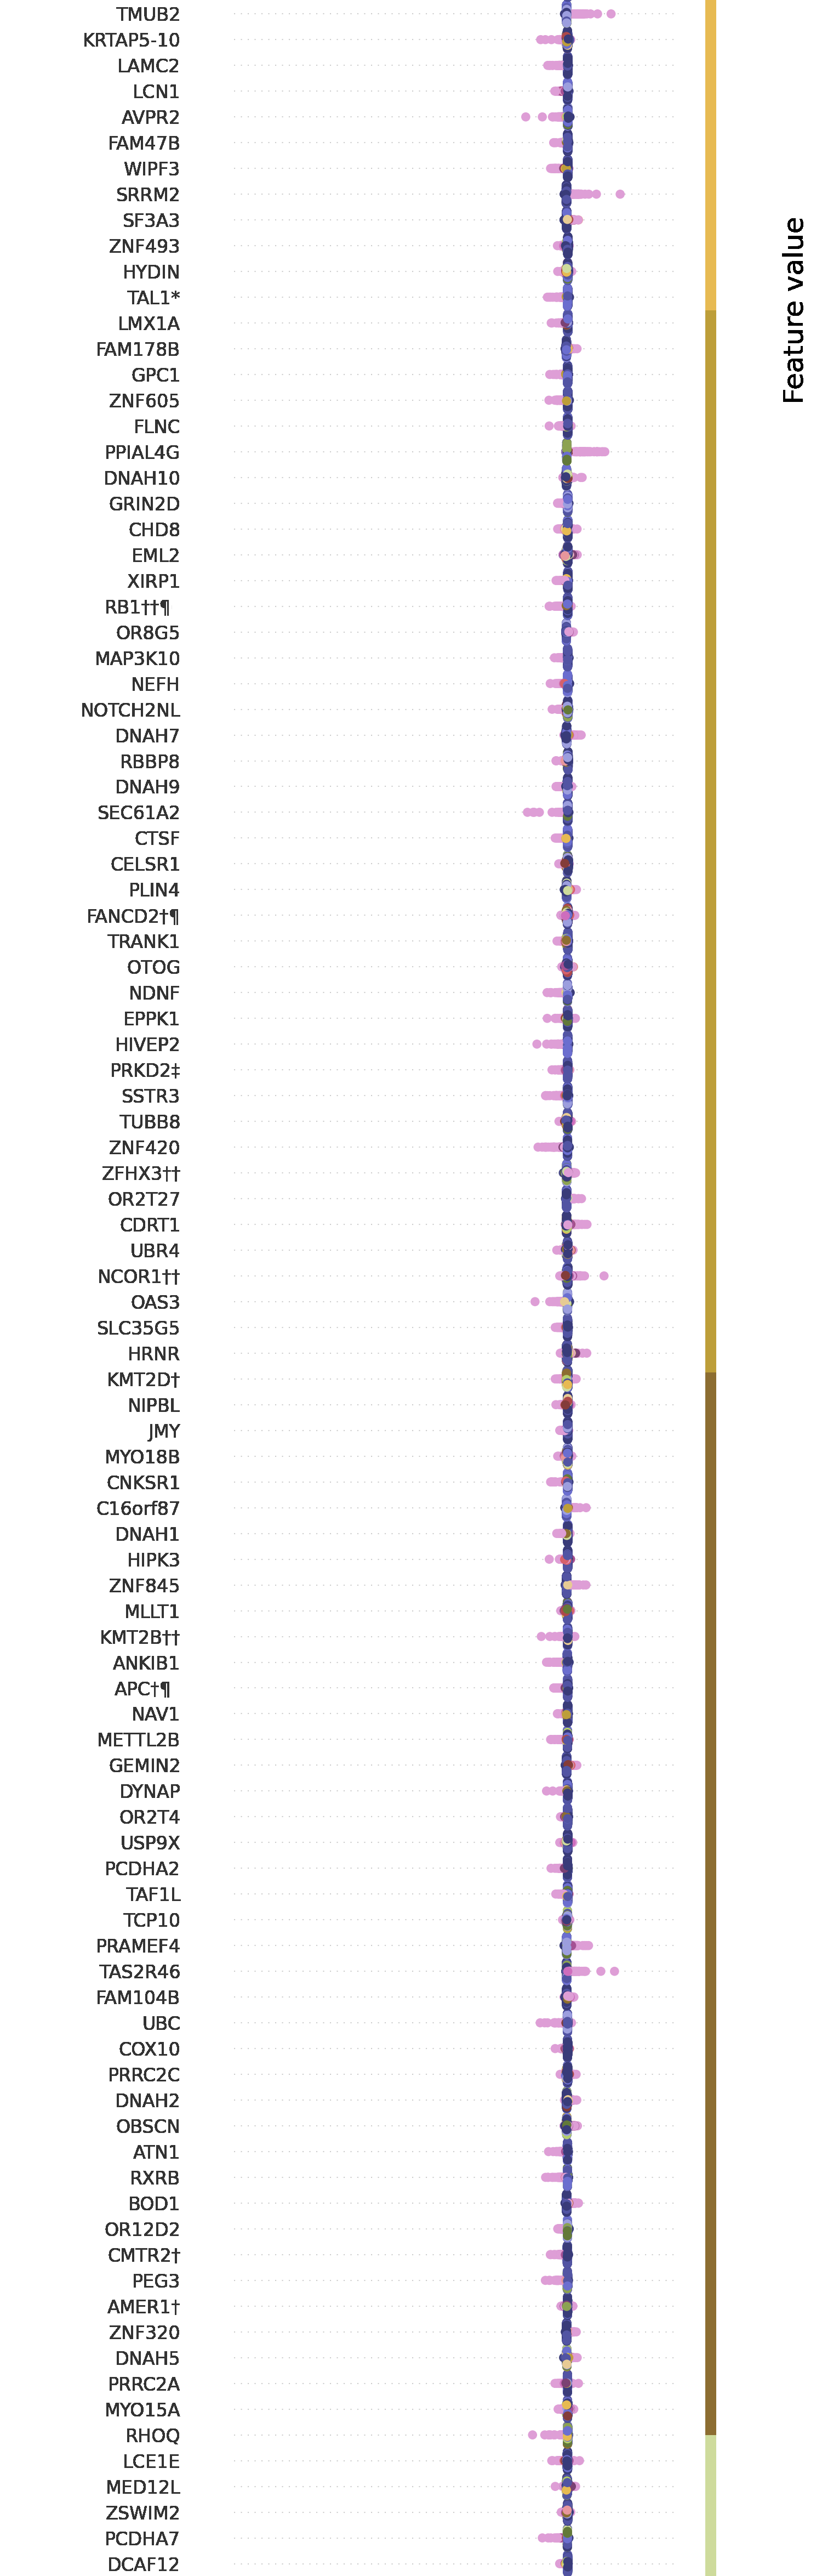 TMUB2
KRTAP5-10
LAMC2
LCN1
AVPR2
FAM47B
WIPF3
SRRM2
SF3A3
ZNF493
HYDIN
TAL1*
LMX1A
FAM178B
GPC1
ZNF605
FLNC
PPIAL4G
DNAH10
GRIN2D
CHD8
EML2
XIRP1
RB1††¶
OR8G5
MAP3K10
NEFH
NOTCH2NL
DNAH7
RBBP8
DNAH9
SEC61A2
CTSF
CELSR1
PLIN4
FANCD2†¶
TRANK1
OTOG
NDNF
EPPK1
HIVEP2
PRKD2‡
SSTR3
TUBB8
ZNF420
ZFHX3††
OR2T27
CDRT1
UBR4
NCOR1††
OAS3
SLC35G5
HRNR
KMT2D†
NIPBL
JMY
MYO18B
CNKSR1
C16orf87
DNAH1
HIPK3
ZNF845
MLLT1
KMT2B††
ANKIB1
APC†¶
NAV1
METTL2B
GEMIN2
DYNAP
OR2T4
USP9X
PCDHA2
TAF1L
TCP10
PRAMEF4
TAS2R46
FAM104B
UBC
COX10
PRRC2C
DNAH2
OBSCN
ATN1
RXRB
BOD1
OR12D2
CMTR2†
PEG3
AMER1†
ZNF320
DNAH5
PRRC2A
MYO15A
RHOQ
LCE1E
MED12L
ZSWIM2
PCDHA7
DCAF12
Feature value